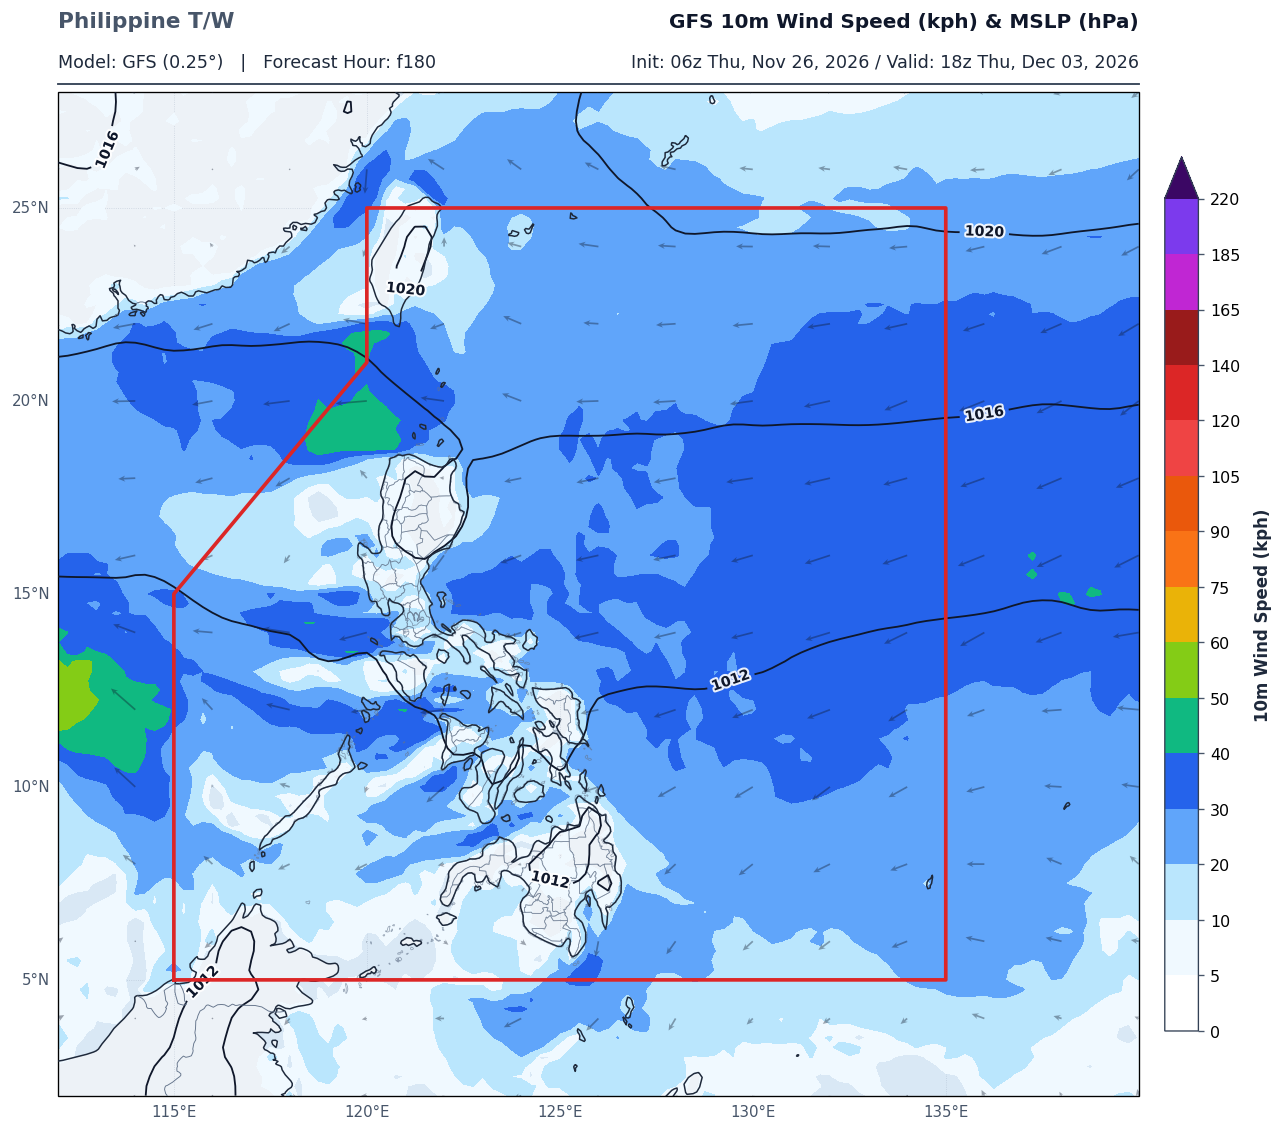 Philippine T/W
GFS 10m Wind Speed (kph) & MSLP (hPa)
Model: GFS (0.25°) | Forecast Hour: f180
Init: 06z Thu, Nov 26, 2026 / Valid: 18z Thu, Dec 03, 2026
1016
25°N
1020
1020
20°N
1016
15°N
1012
10°N
1012
1012
5°N
115°E
120°E
125°E
130°E
135°E
220
185
165
140
120
105
90
75
60
50
40
30
20
10
5
0
10m Wind Speed (kph)